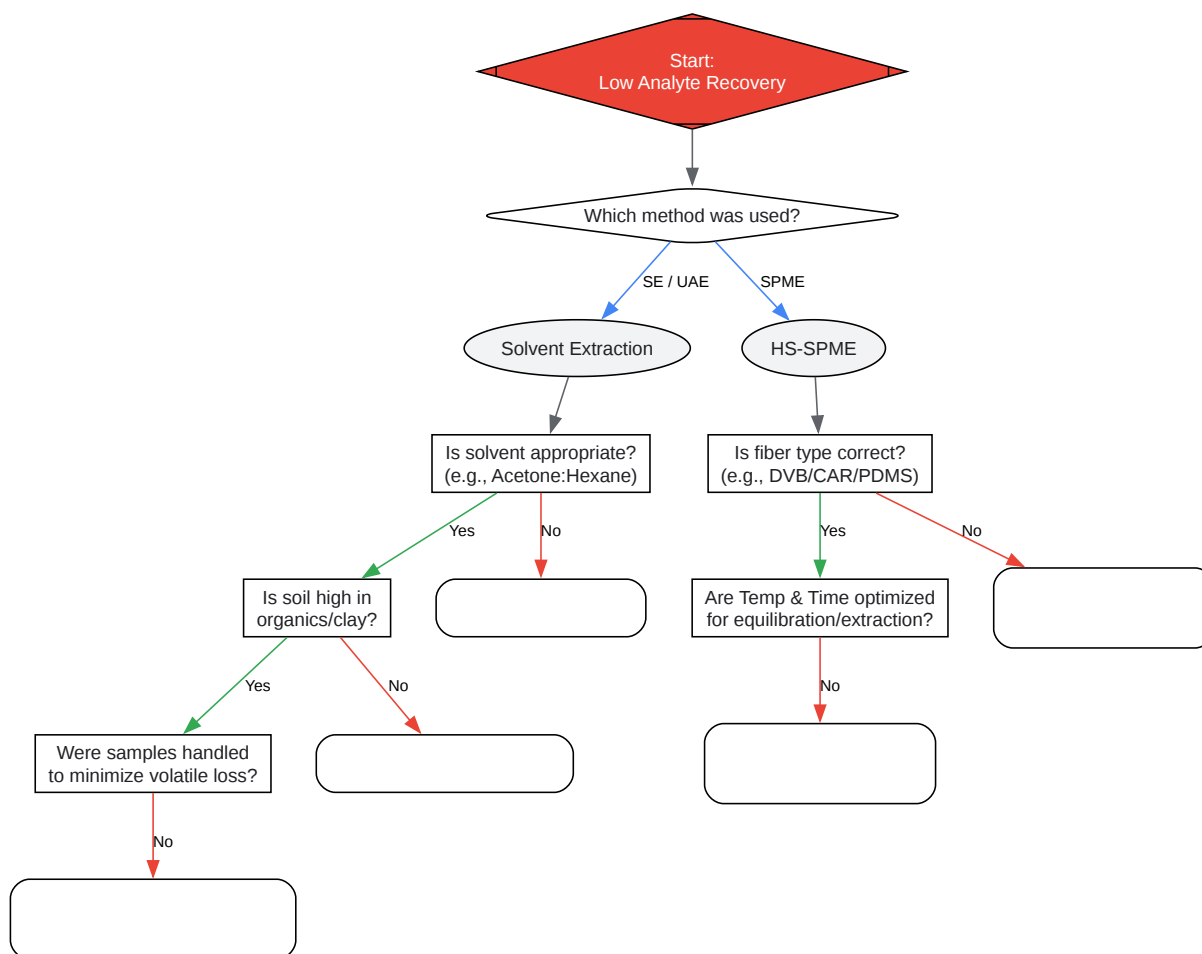 Start:
Low Analyte Recovery
Which method was used?
SE / UAE
SPME
Solvent Extraction
HS-SPME
Is solvent appropriate?
(e.g., Acetone:Hexane)
Is fiber type correct?
(e.g., DVB/CAR/PDMS)
Yes
No
Yes
No
Is soil high in
organics/clay?
Are Temp & Time optimized
for equilibration/extraction?
Yes
No
No
Were samples handled
to minimize volatile loss?
No